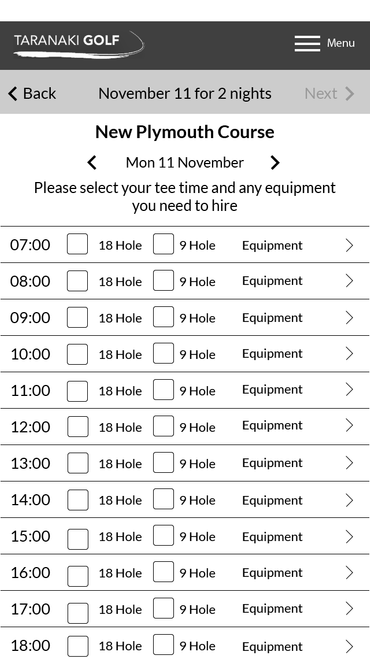 TARANAKI GOLF
Menu
Back November 11 for 2 nights Next
New Plymouth Course
Mon 11 November
Please select your tee time and any equipment
you need to hire
07:00 18 Hole 9 Hole Equipment
08:00 18 Hole 9 Hole Equipment
09:00 18 Hole 9 Hole Equipment
10:00 18 Hole 9 Hole Equipment
11:00 18 Hole 9 Hole Equipment
12:00 18 Hole 9 Hole Equipment
13:00 18 Hole 9 Hole Equipment
14:00 18 Hole 9 Hole Equipment
15:00 18 Hole 9 Hole Equipment
16:00 18 Hole 9 Hole Equipment
17:00 18 Hole 9 Hole Equipment
18:00 18 Hole 9 Hole Equipment